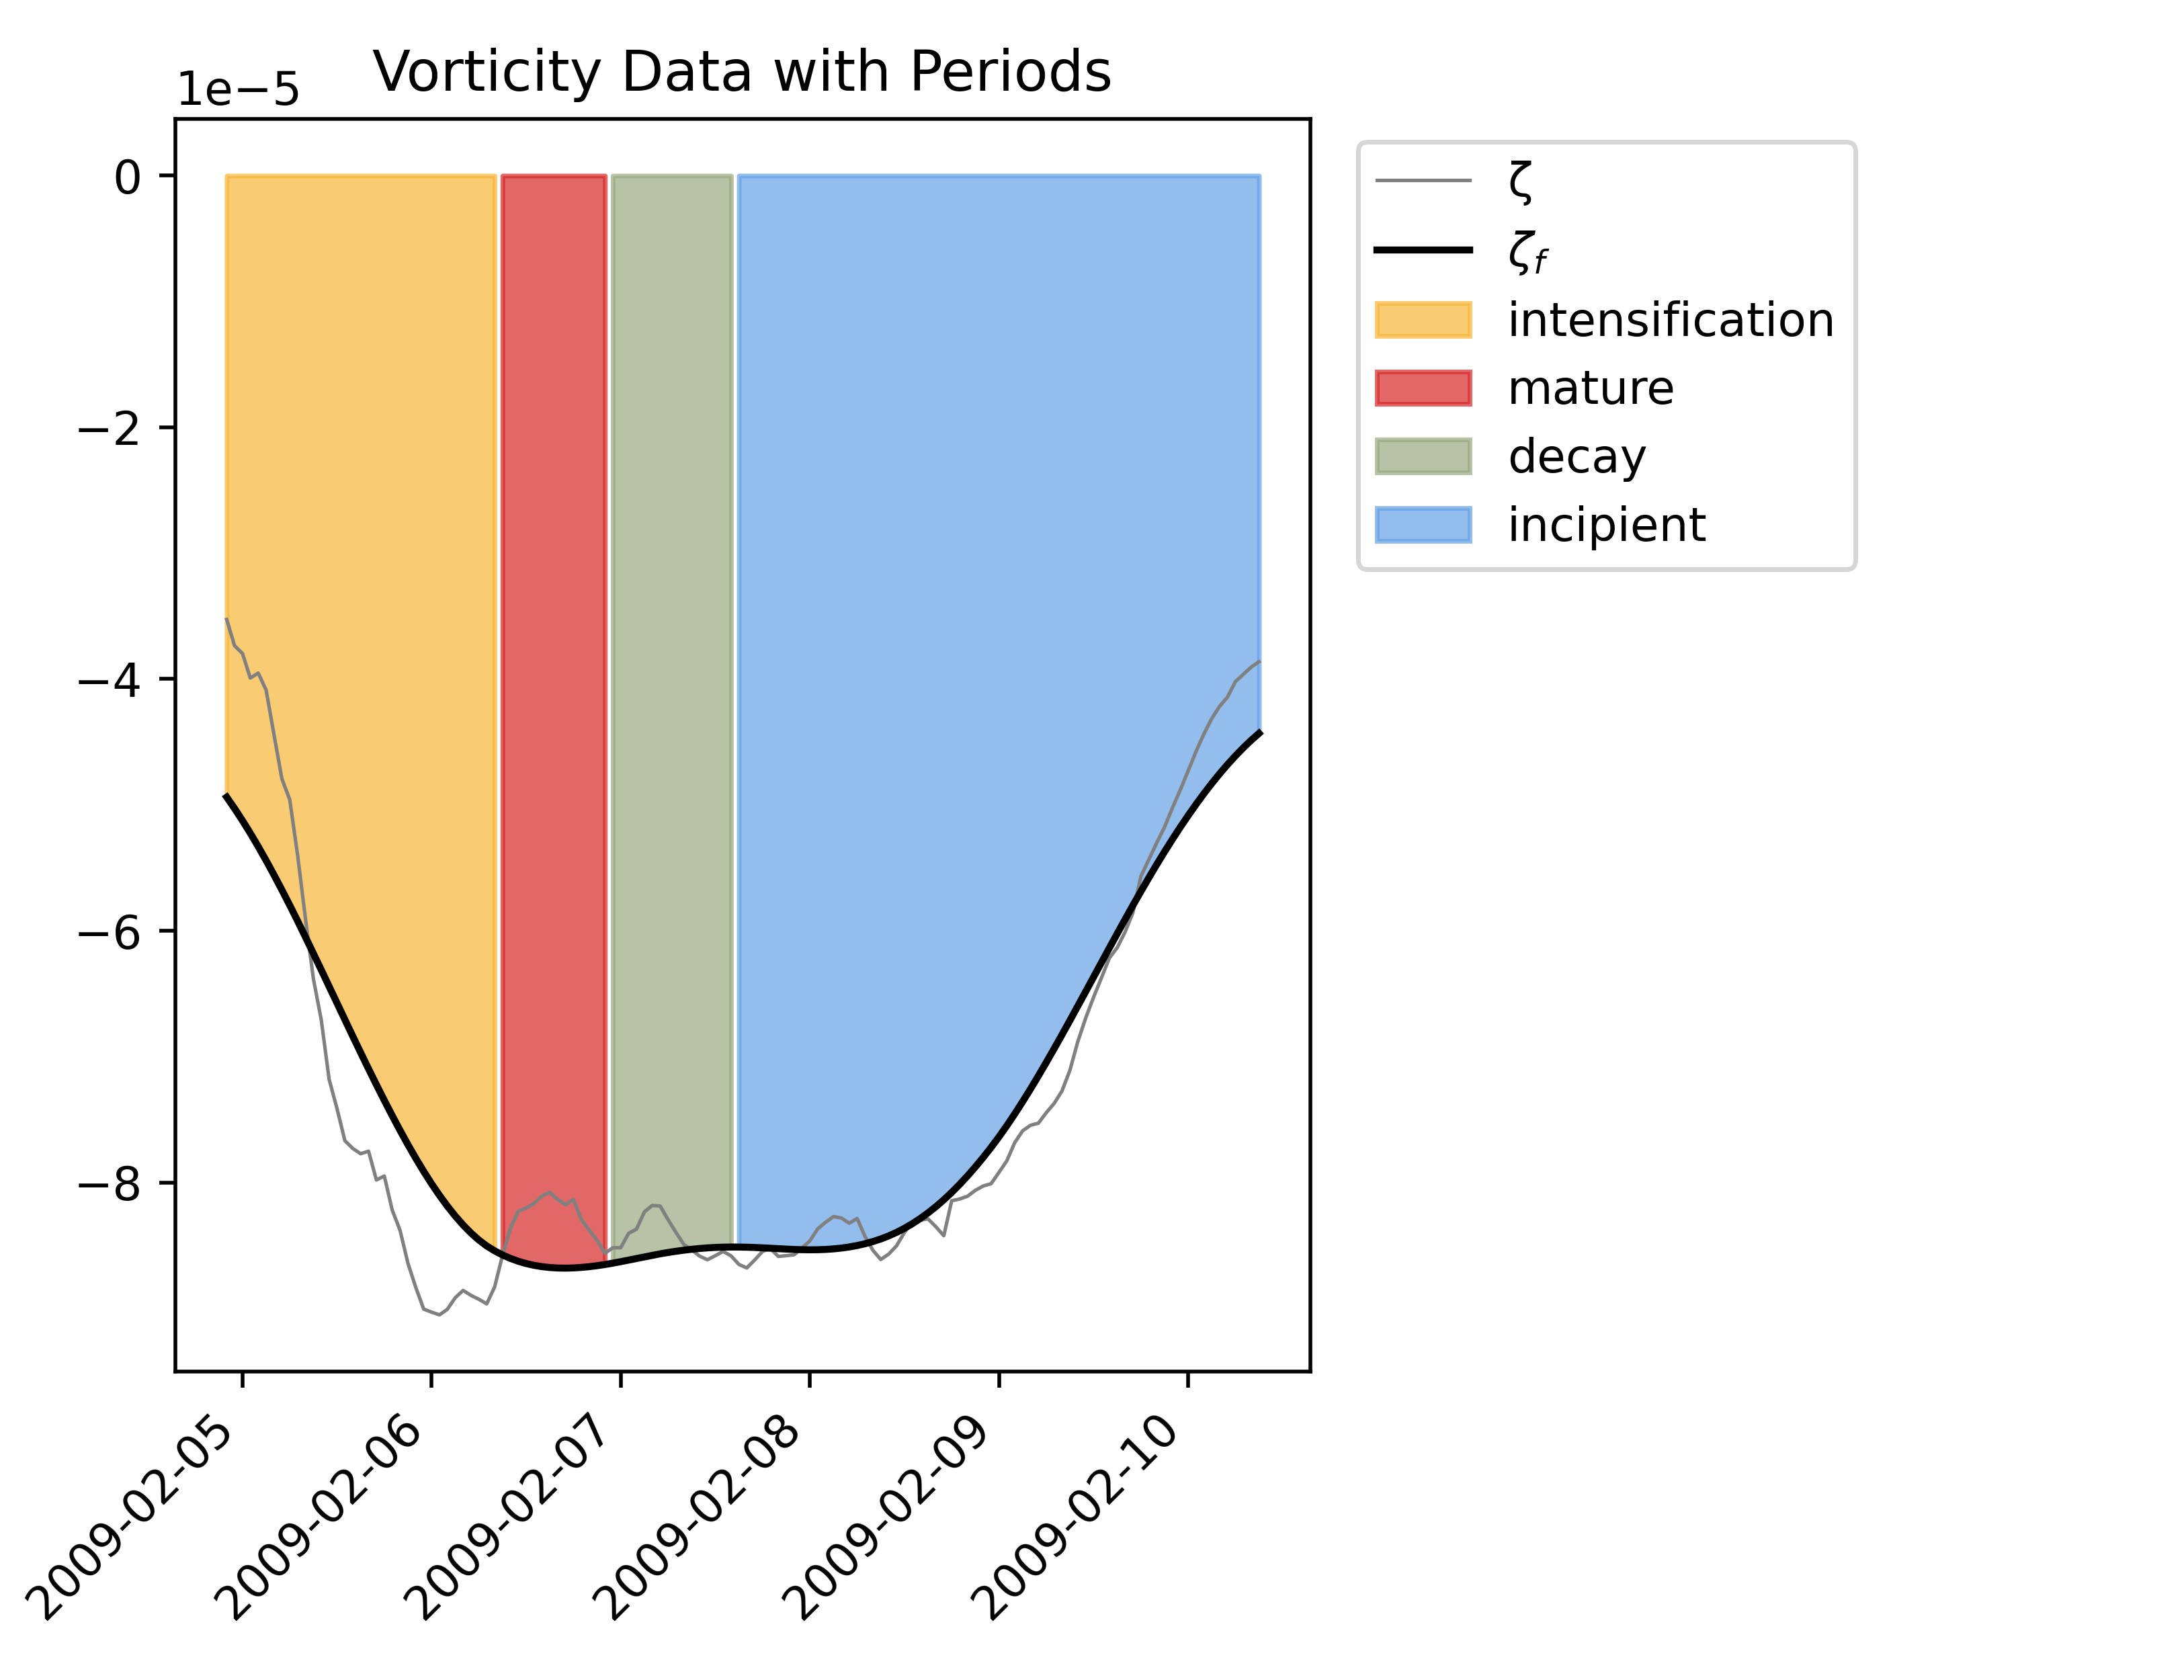 Vorticity Data with Periods
1e−5
0
−2
−4
−6
−8
2009-02-05
2009-02-06
2009-02-07
2009-02-08
2009-02-09
2009-02-10
ζ
ζf
intensification
mature
decay
incipient